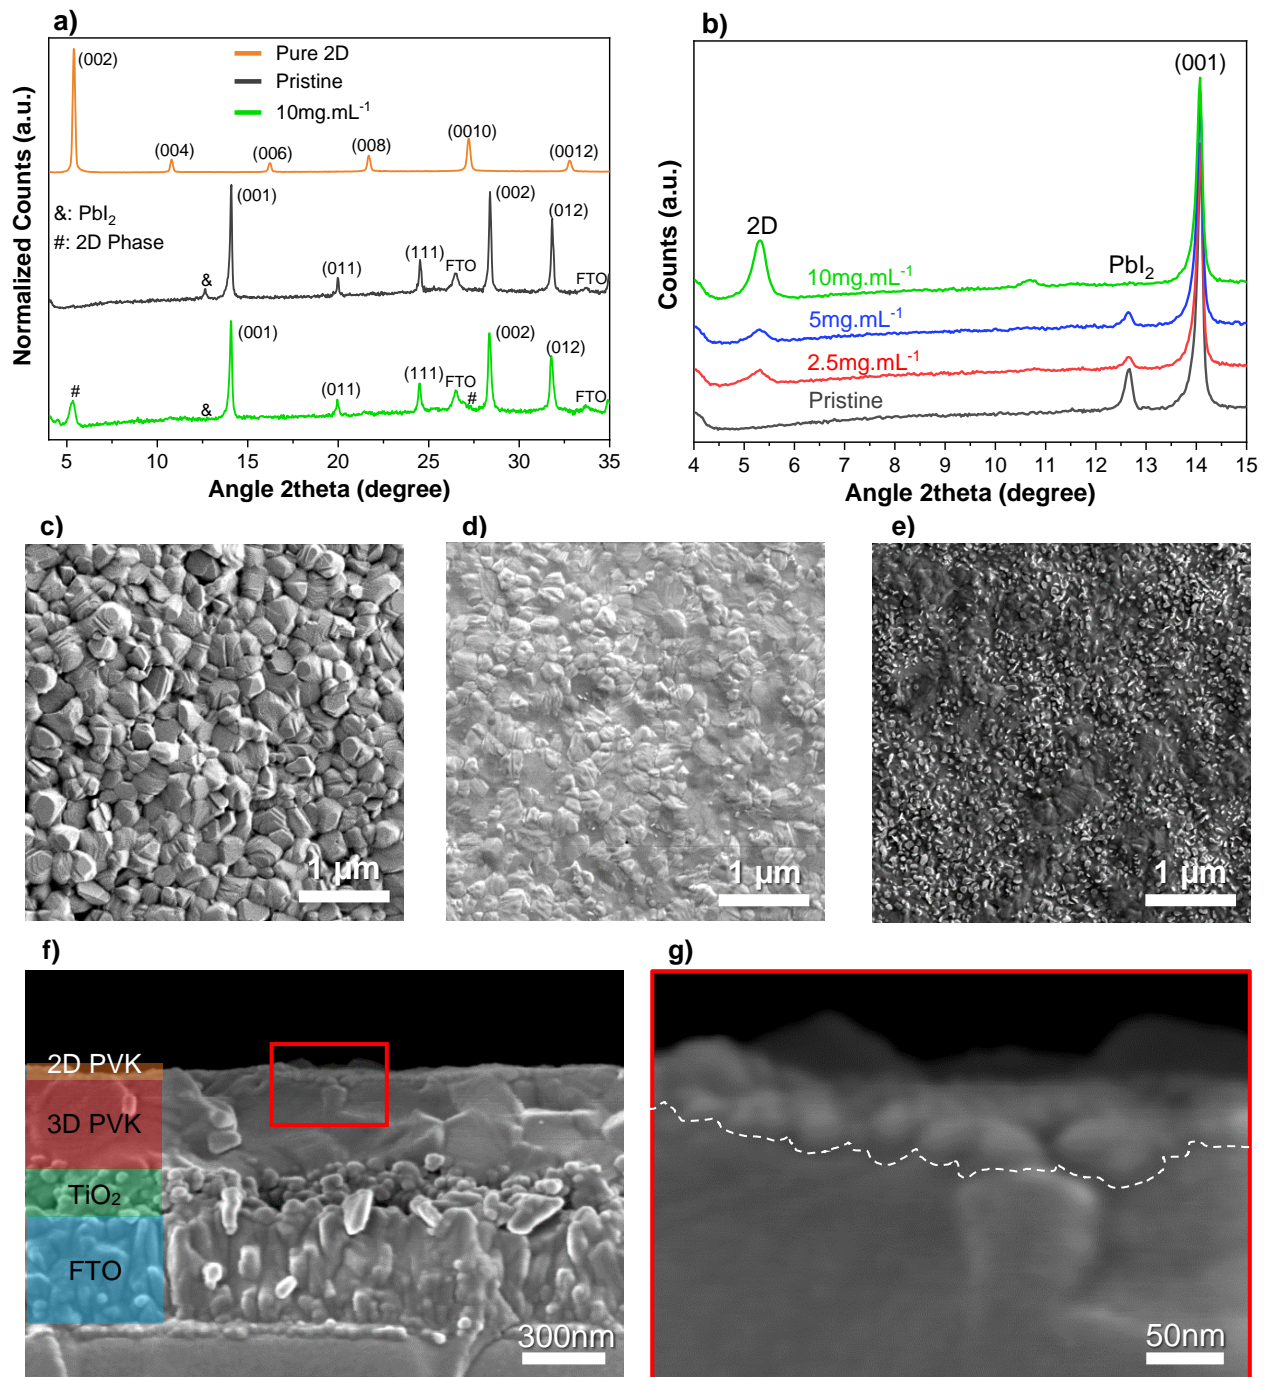 a)
Normalized Counts (a.u.)
Pure 2D
Pristine
10mg.mL-1
(002)
(004)
(006)
(008)
(0010)
(0012)
&: PbI2
#: 2D Phase
&
(001)
(011)
(111)
FTO
(002)
(012)
FTO
#
&
(001)
(011)
(111)
FTO
#
(002)
(012)
FTO
5
10
15
20
25
30
35
Angle 2theta (degree)
b)
Counts (a.u.)
(001)
2D
PbI2
10mg.mL-1
5mg.mL-1
2.5mg.mL-1
Pristine
4
5
6
7
8
9
10
11
12
13
14
15
Angle 2theta (degree)
c)
1 µm
d)
1 µm
e)
1 µm
f)
2D PVK
3D PVK
TiO2
FTO
300nm
g)
50nm